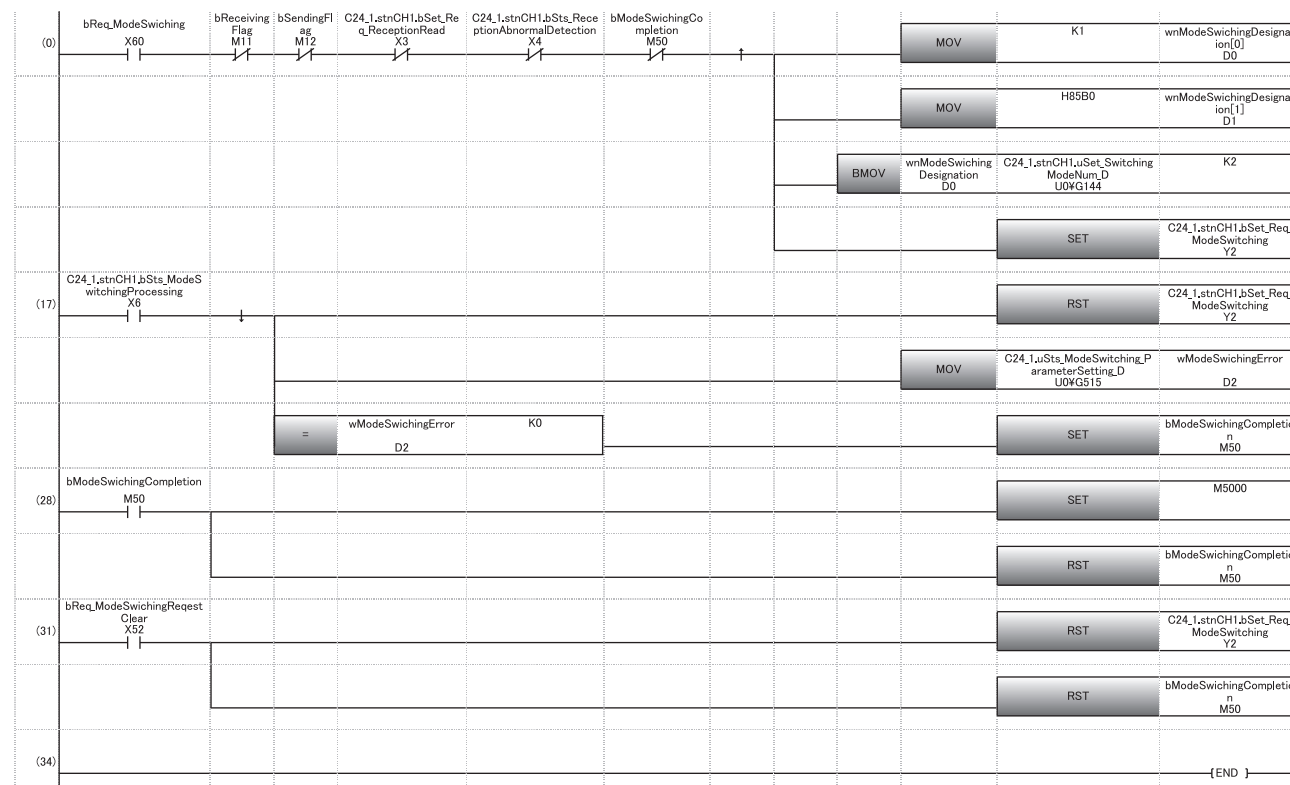 bReq_ModeSwiching
X60
bReceiving
Flag
M11
bSendingFl
ag
M12
C24_1.stnCH1.bSet_Re
q_ReceptionRead
X3
C24_1.stnCH1.bSts_Rece
ptionAbnormalDetection
X4
bModeSwichingCo
mpletion
M50
(0)
↑
MOV
K1
wnModeSwichingDesigna
ion[0]
D0
MOV
H85B0
wnModeSwichingDesigna
ion[1]
D1
BMOV
wnModeSwiching
Designation
D0
C24_1.stnCH1.uSet_Switching
ModeNum_D
U0¥G144
K2
SET
C24_1.stnCH1.bSet_Req_
ModeSwitching
Y2
(17)
C24_1.stnCH1.bSts_ModeS
witchingProcessing
X6
↓
RST
C24_1.stnCH1.bSet_Req_
ModeSwitching
Y2
MOV
C24_1.uSts_ModeSwitching_P
arameterSetting_D
U0¥G515
wModeSwichingError
D2
=
wModeSwichingError
D2
K0
SET
bModeSwichingCompletio
n
M50
(28)
bModeSwichingCompletion
M50
SET
M5000
RST
bModeSwichingCompletio
n
M50
(31)
bReq_ModeSwichingReqest
Clear
X52
RST
C24_1.stnCH1.bSet_Req_
ModeSwitching
Y2
RST
bModeSwichingCompletio
n
M50
(34)
[END ]